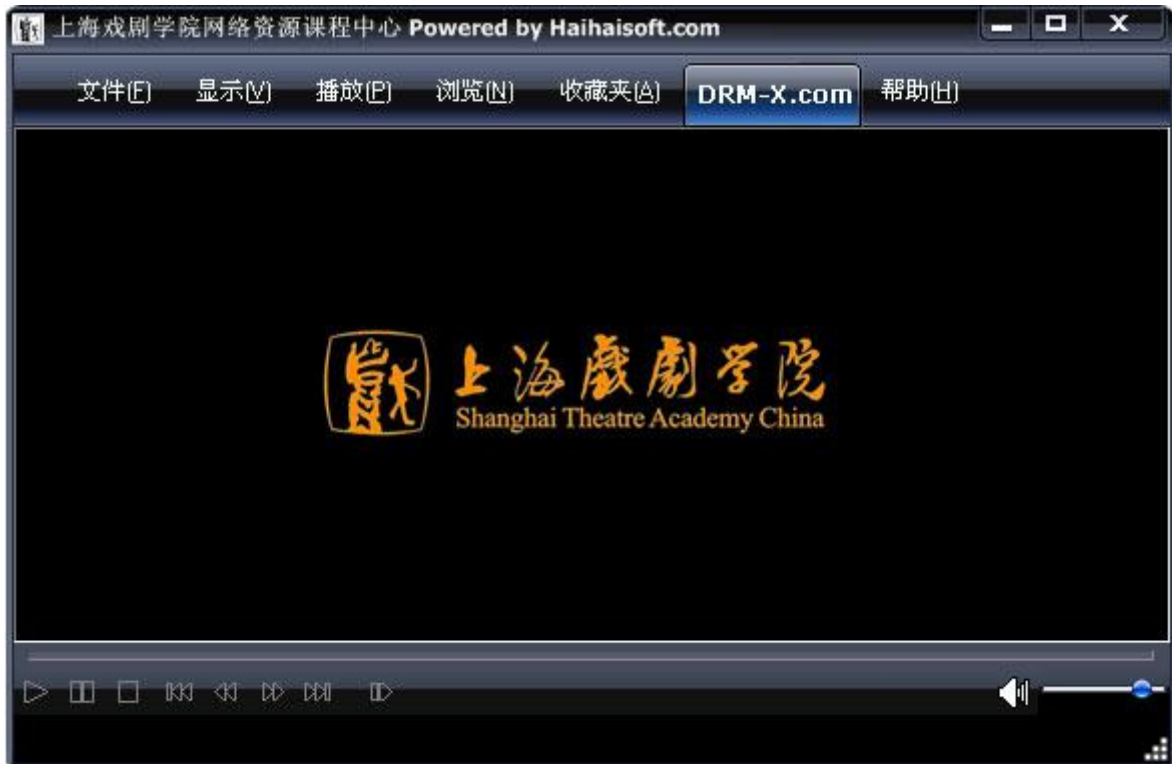 上海戏剧学院网络资源课程中心 Powered by Haihaisoft.com
文件(F) 显示(V) 播放(P) 浏览(N) 收藏夹(A) DRM-X.com 帮助(H)
上海戲劇学院
Shanghai Theatre Academy China